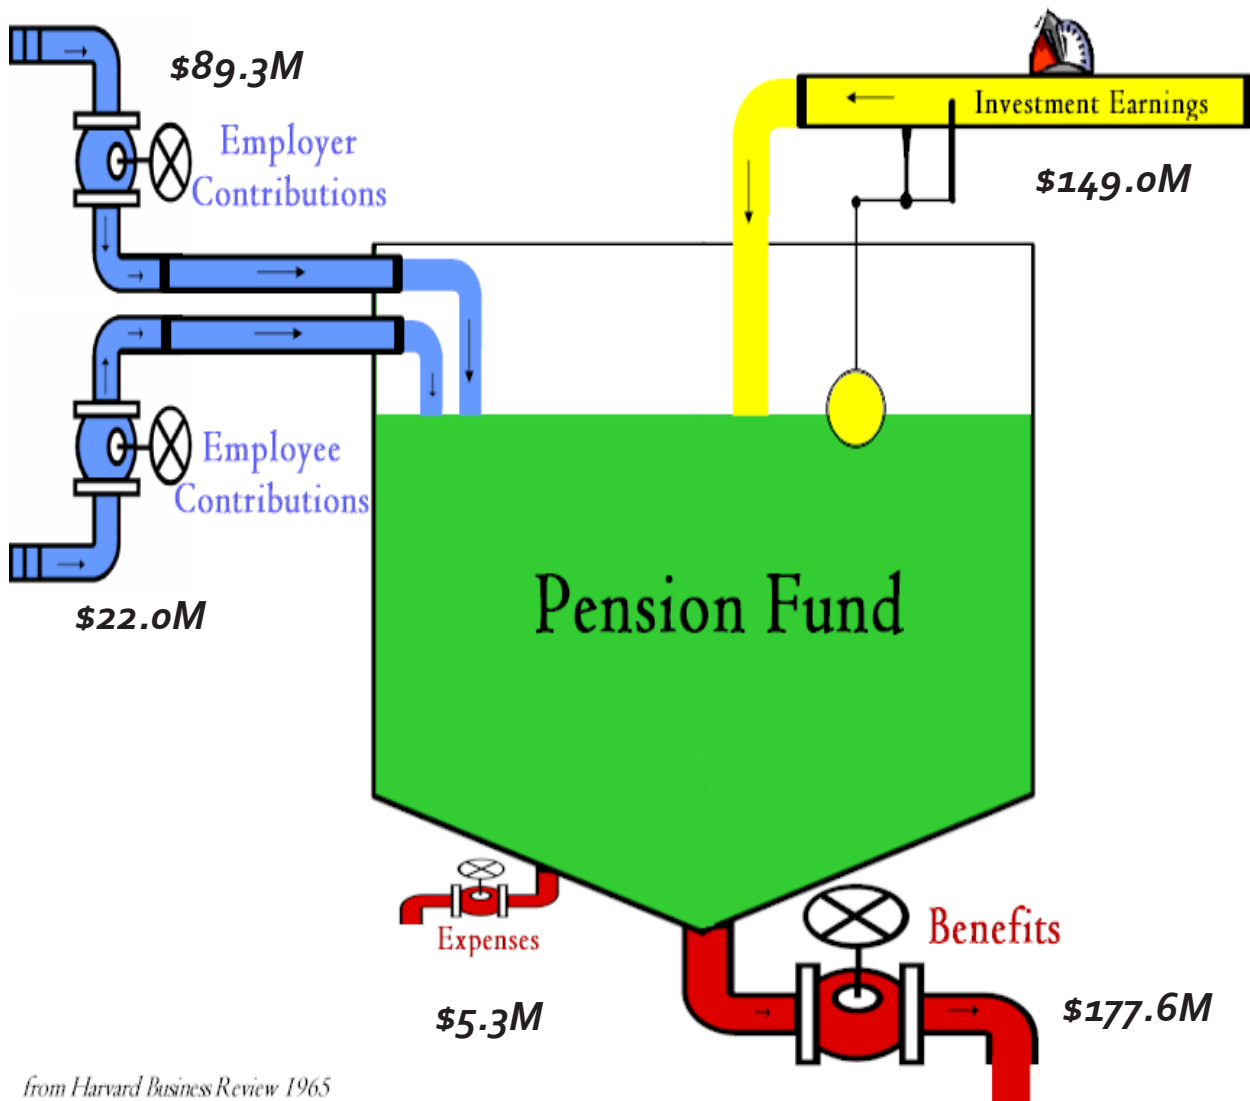 $89.3M
Employer
Contributions
Investment Earnings
$149.0M
Employee
Contributions
$22.0M
Pension Fund
Expenses
$5.3M
Benefits
$177.6M
from Harvard Business Review 1965